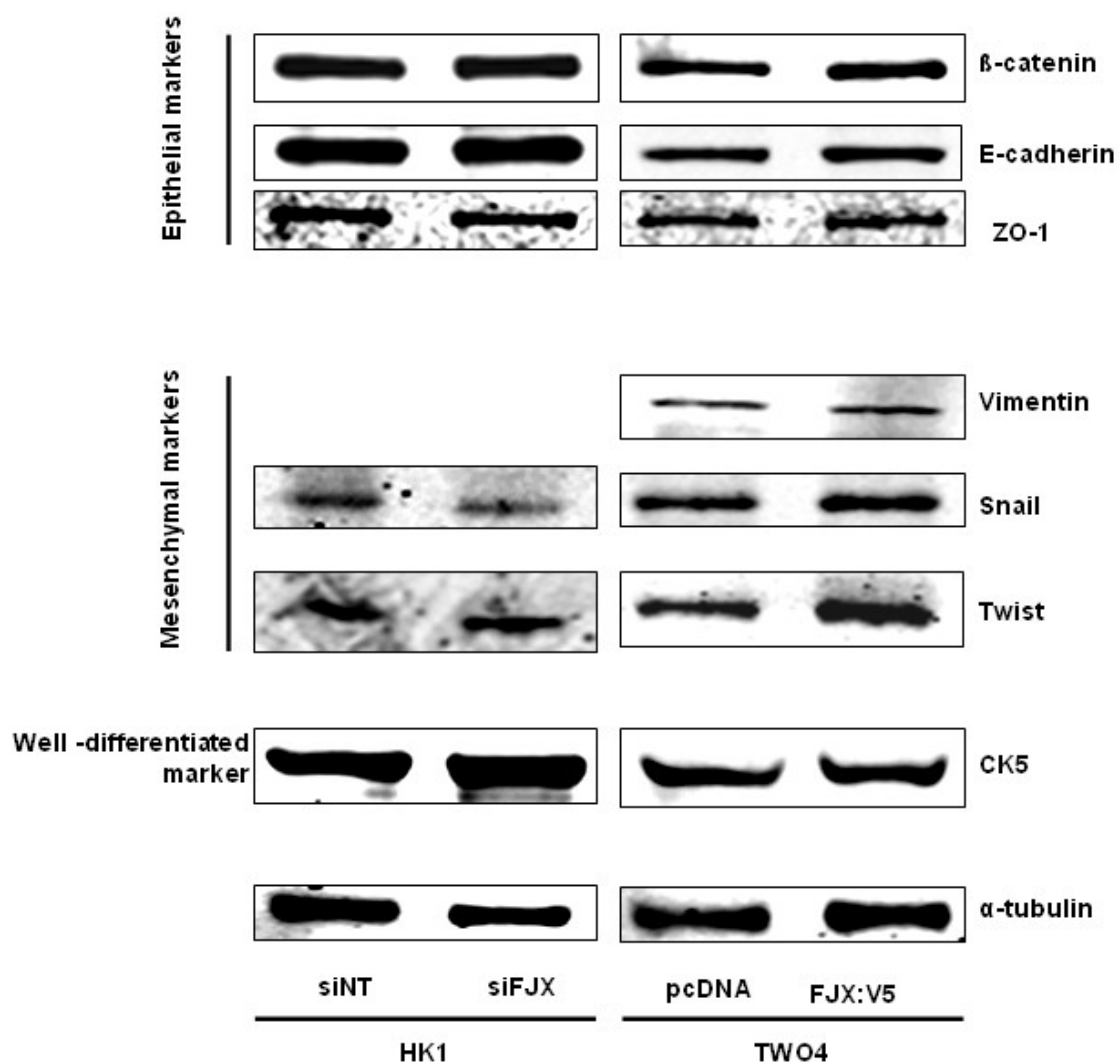 Epithelial markers
ß-catenin
E-cadherin
ZO-1
Mesenchymal markers
Vimentin
Snail
Twist
Well -differentiated
marker
CK5
α-tubulin
siNT siFJX pcDNA FJX:V5
HK1 TWO4